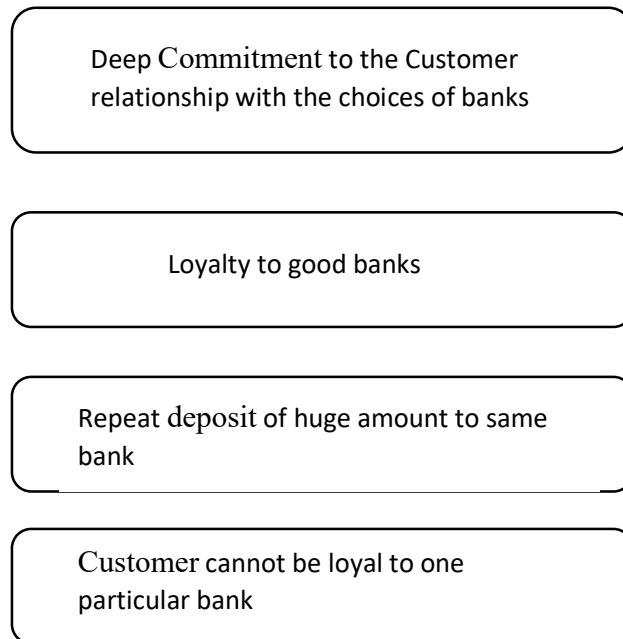 Deep Commitment to the Customer
relationship with the choices of banks
Loyalty to good banks
Repeat deposit of huge amount to same
bank
Customer cannot be loyal to one
particular bank